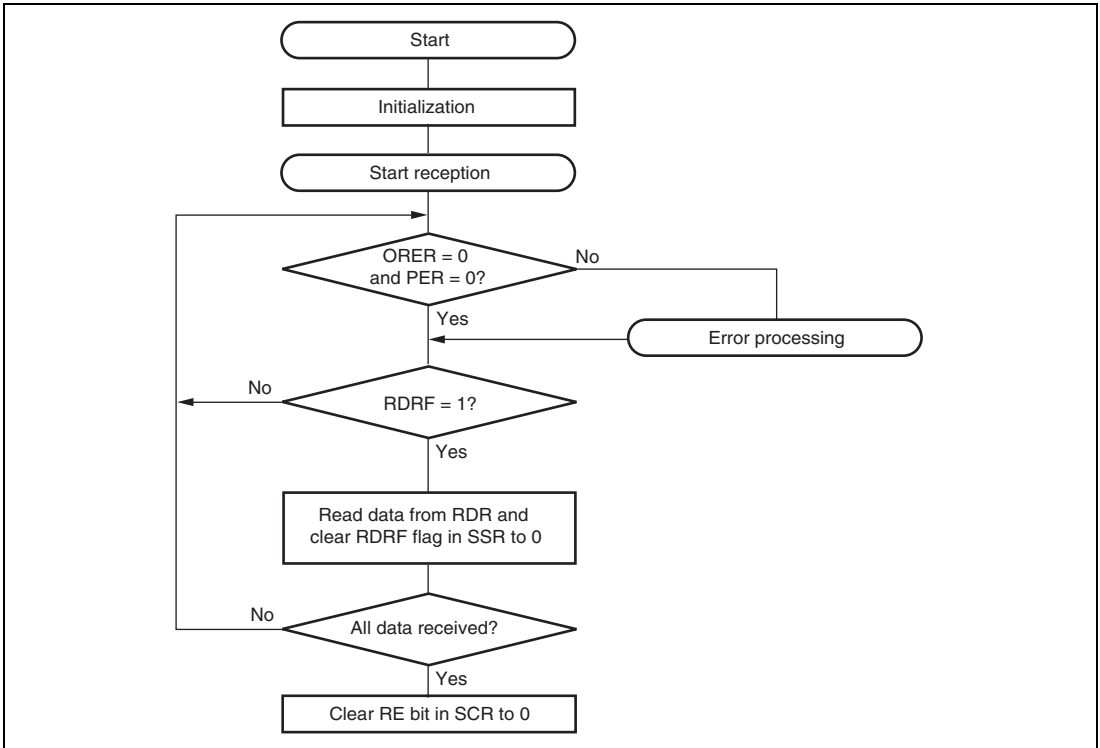 Start
Initialization
Start reception
ORER = 0
and PER = 0?
No
Yes
Error processing
No
RDRF = 1?
Yes
Read data from RDR and
clear RDRF flag in SSR to 0
No
All data received?
Yes
Clear RE bit in SCR to 0